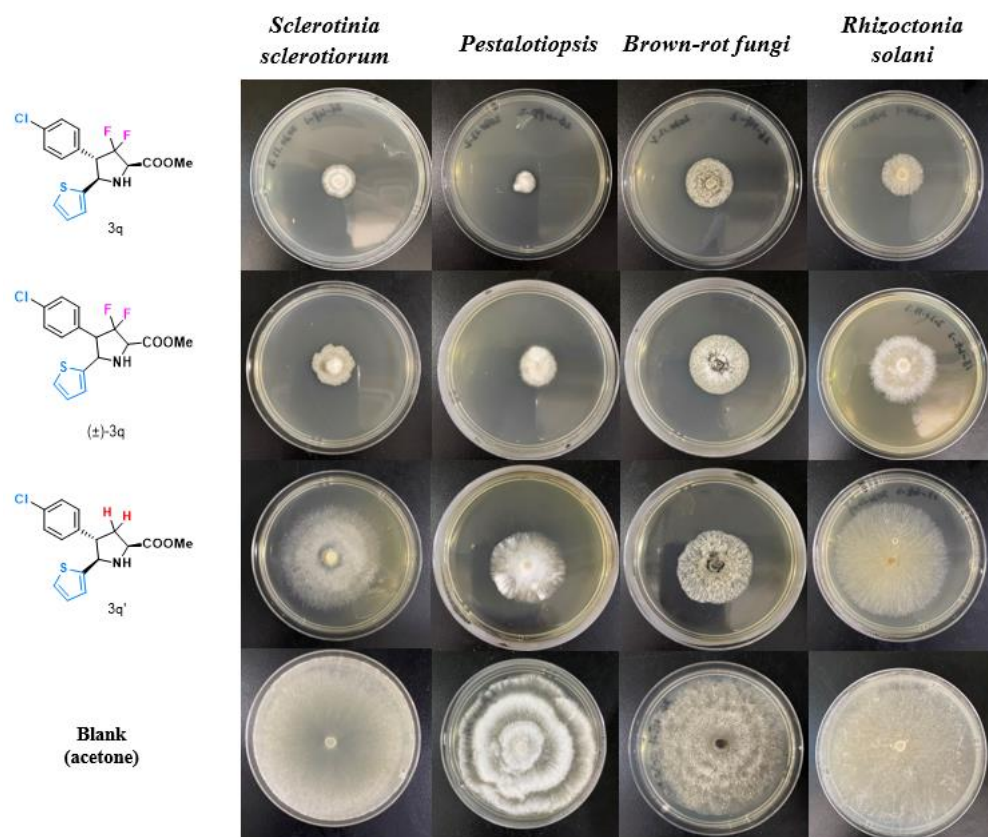 Sclerotinia
sclerotiorum
Pestalotiopsis
Brown-rot fungi
Rhizoctonia
solani
Cl
F
F
COOMe
NH
S
3q
Cl
F
F
COOMe
NH
S
(±)-3q
Cl
H
H
COOMe
NH
S
3q'
Blank
(acetone)